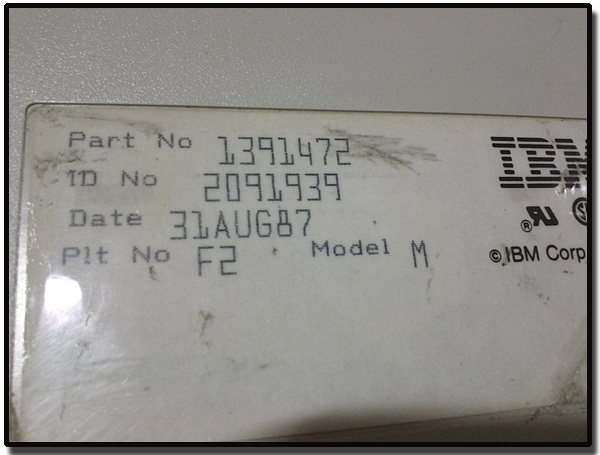 Part No 1391472
ID No 2091939
Date 31AUG87
Plt No F2 Model M
IBM
®
© IBM Corp